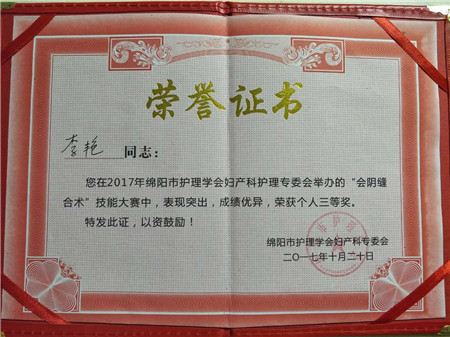 荣誉证书
李艳 同志：
您在2017年绵阳市护理学会妇产科护理专委会举办的“会阴缝
合术”技能大赛中，表现突出，成绩优异，荣获个人三等奖。
特发此证，以资鼓励！
绵阳市护理学会妇产科专委会
二〇一七年十月二十日